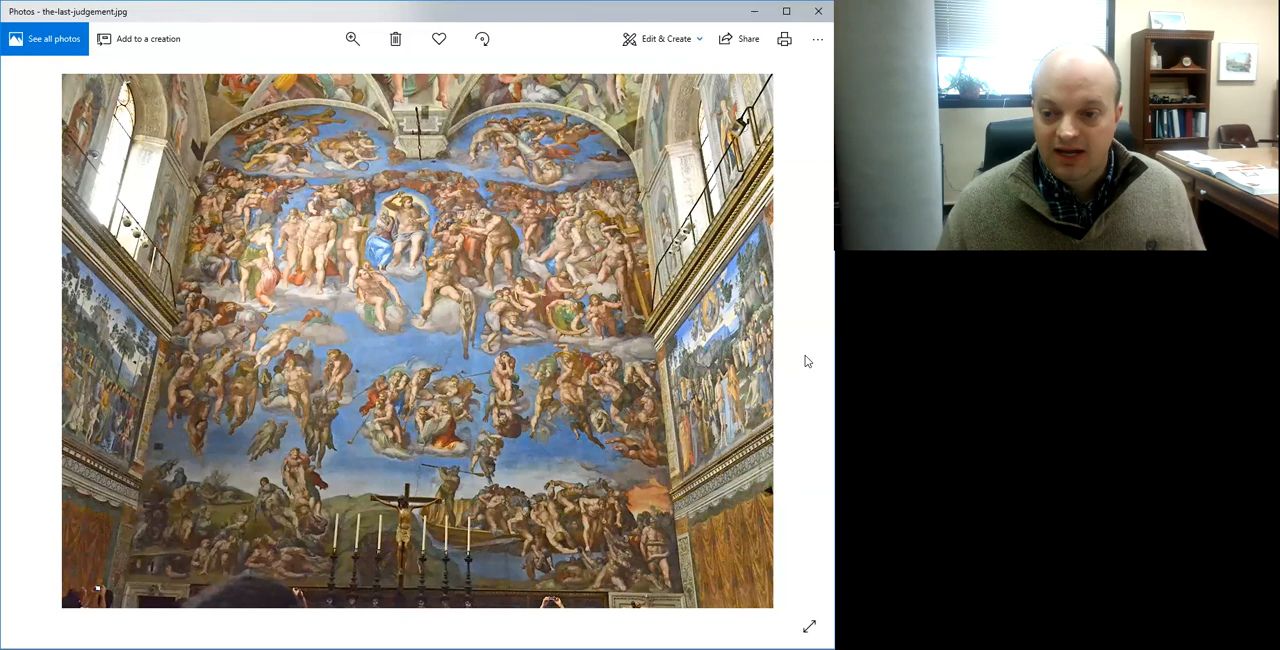 Photos - the-last-judgement.jpg
See all photos
Add to a creation
Edit & Create
Share